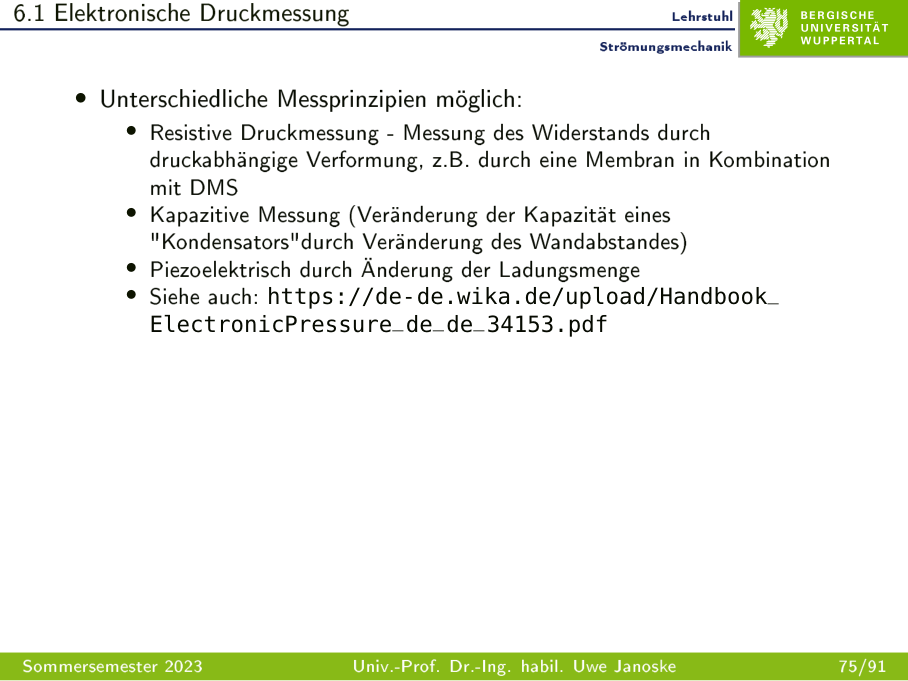 6.1 Elektronische Druckmessung
Lehrstuhl
Strömungsmechanik
BERGISCHE
UNIVERSITÄT
WUPPERTAL
• Unterschiedliche Messprinzipien möglich:
• Resistive Druckmessung - Messung des Widerstands durch
druckabhängige Verformung, z.B. durch eine Membran in Kombination
mit DMS
• Kapazitive Messung (Veränderung der Kapazität eines
"Kondensators"durch Veränderung des Wandabstandes)
• Piezoelektrisch durch Änderung der Ladungsmenge
• Siehe auch: https://de-de.wika.de/upload/Handbook_
ElectronicPressure_de_de_34153.pdf
Sommersemester 2023
Univ.-Prof. Dr.-Ing. habil. Uwe Janoske
75/91